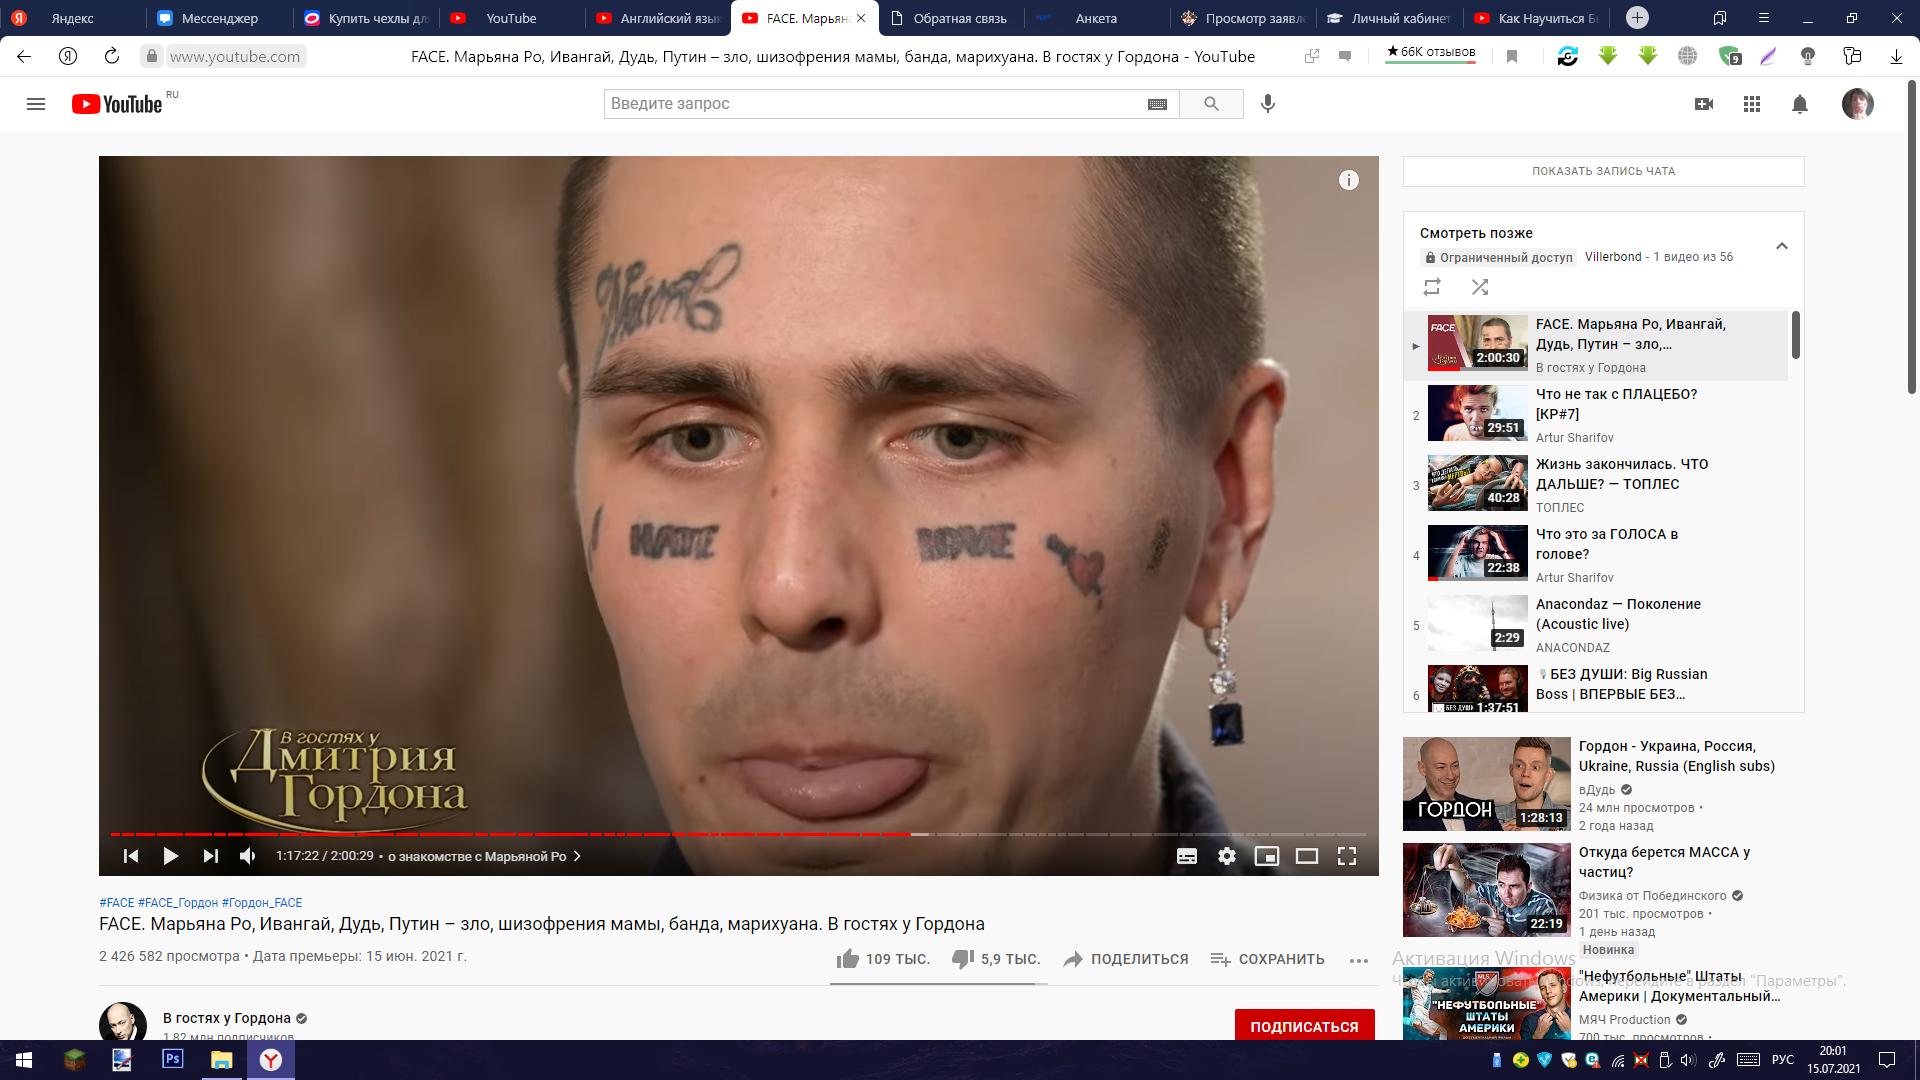 Яндекс
Мессенджер
Купить чехлы дл
YouTube
Английский язык
FACE. Марьяна
Обратная связь
Анкета
Просмотр заявле
Личный кабинет
Как Научиться Б
www.youtube.com
FACE. Марьяна Ро, Ивангай, Дудь, Путин – зло, шизофрения мамы, банда, марихуана. В гостях у Гордона - YouTube
★66K отзывов
9
YouTube RU
Введите запрос
HATE
В гостях у
Дмитрия
Гордона
1:17:22 / 2:00:29 • о знакомстве с Марьяной Ро
#FACE #FACE_Гордон #Гордон_FACE
FACE. Марьяна Ро, Ивангай, Дудь, Путин – зло, шизофрения мамы, банда, марихуана. В гостях у Гордона
2 426 582 просмотра • Дата премьеры: 15 июн. 2021 г.
109 ТЫС.
5,9 ТЫС.
ПОДЕЛИТЬСЯ
СОХРАНИТЬ
В гостях у Гордона
1,82 млн подписчиков
ПОДПИСАТЬСЯ
ПОКАЗАТЬ ЗАПИСЬ ЧАТА
Смотреть позже
Ограниченный доступ
Villerbond - 1 видео из 56
FACE
2:00:30
FACE. Марьяна Ро, Ивангай,
Дудь, Путин – зло,...
В гостях у Гордона
2
29:51
Что не так с ПЛАЦЕБО?
[КР#7]
Artur Sharifov
3
40:28
Жизнь закончилась. ЧТО
ДАЛЬШЕ? — ТОПЛЕС
ТОПЛЕС
4
22:38
Что это за ГОЛОСА в
голове?
Artur Sharifov
5
2:29
Anacondaz — Поколение
(Acoustic live)
ANACONDAZ
6
БЕЗ ДУШИ
1:37:51
БЕЗ ДУШИ: Big Russian
Boss | ВПЕРВЫЕ БЕЗ...
ГОРДОН
1:28:13
Гордон - Украина, Россия,
Ukraine, Russia (English subs)
вДудь
24 млн просмотров •
2 года назад
22:19
Откуда берется МАССА у
частиц?
Физика от Побединского
201 тыс. просмотров •
1 день назад
Новинка
"НЕФУТБОЛЬНЫЕ"
ШТАТЫ
АМЕРИКИ
"Нефутбольные" Штаты
Америки | Документальный...
МЯЧ Production
700 тыс. просмотров •
Активация Windows
Ps
РУС
20:01
15.07.2021